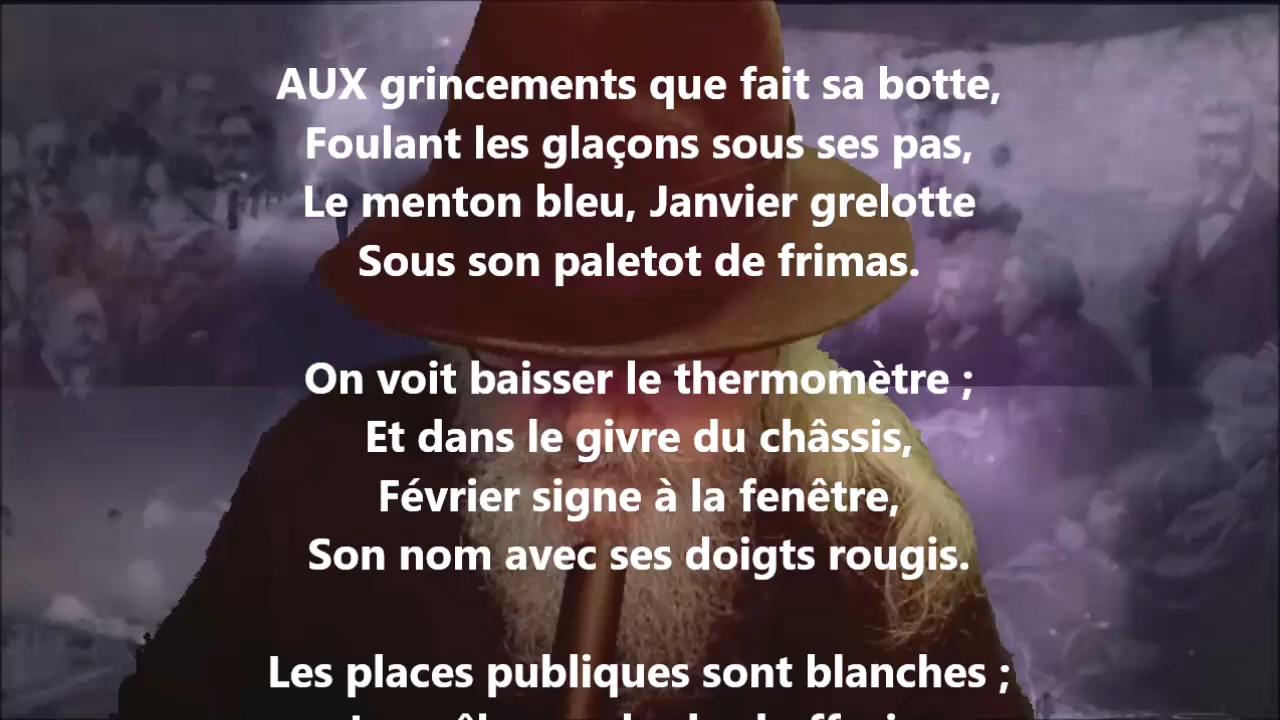 AUX grincements que fait sa botte,
Foulant les glaçons sous ses pas,
Le menton bleu, Janvier grelotte
Sous son paletot de frimas.
On voit baisser le thermomètre ;
Et dans le givre du châssis,
Février signe à la fenêtre,
Son nom avec ses doigts rougis.
Les places publiques sont blanches ;